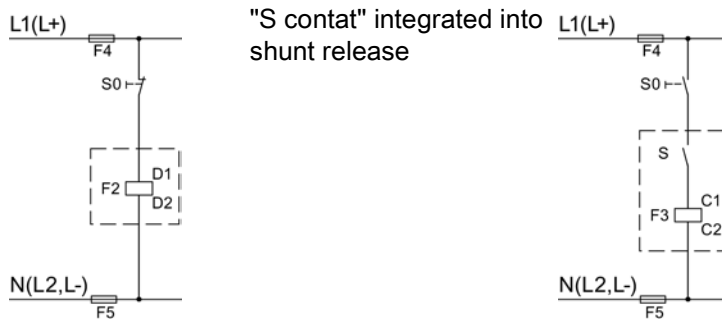 L1(L+)
F4
S0
F2
D1
D2
N(L2,L-)
F5
"S contat" integrated into
shunt release
L1(L+)
F4
S0
S
F3
C1
C2
N(L2,L-)
F5